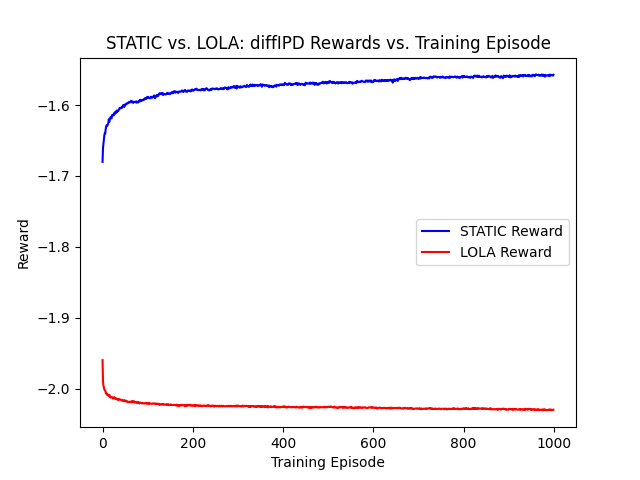 STATIC vs. LOLA: diffIPD Rewards vs. Training Episode
Reward
−1.6
−1.7
−1.8
−1.9
−2.0
STATIC Reward
LOLA Reward
0 200 400 600 800 1000
Training Episode